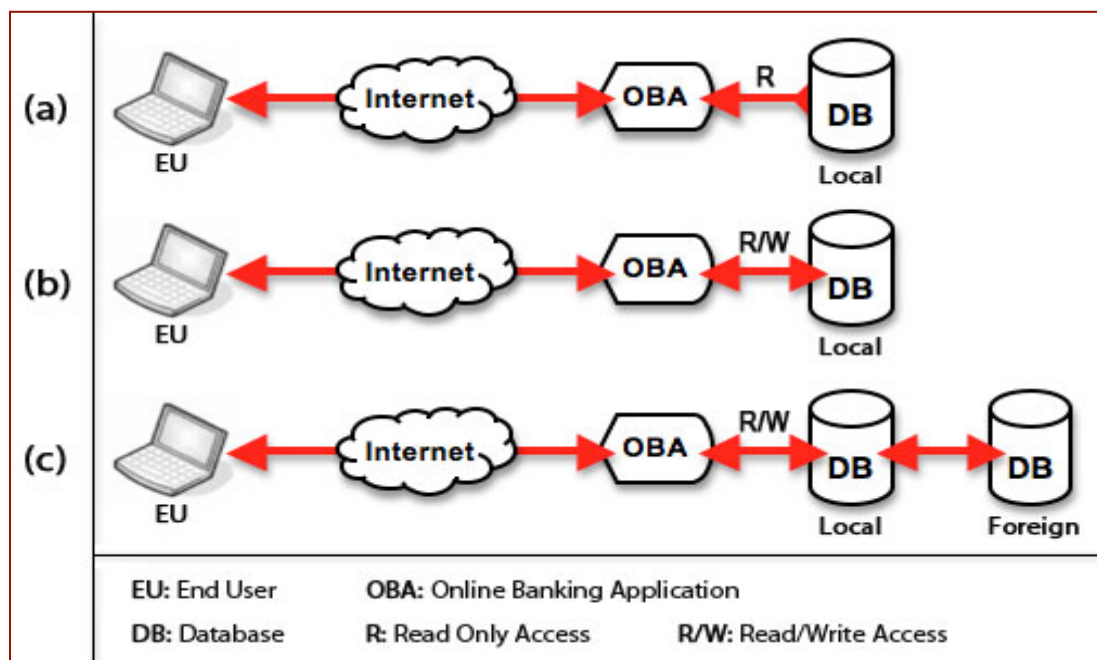 (a) EU Internet OBA R DB Local
(b) EU Internet OBA R/W DB Local
(c) EU Internet OBA R/W DB Local DB Foreign
EU: End User OBA: Online Banking Application
DB: Database R: Read Only Access R/W: Read/Write Access